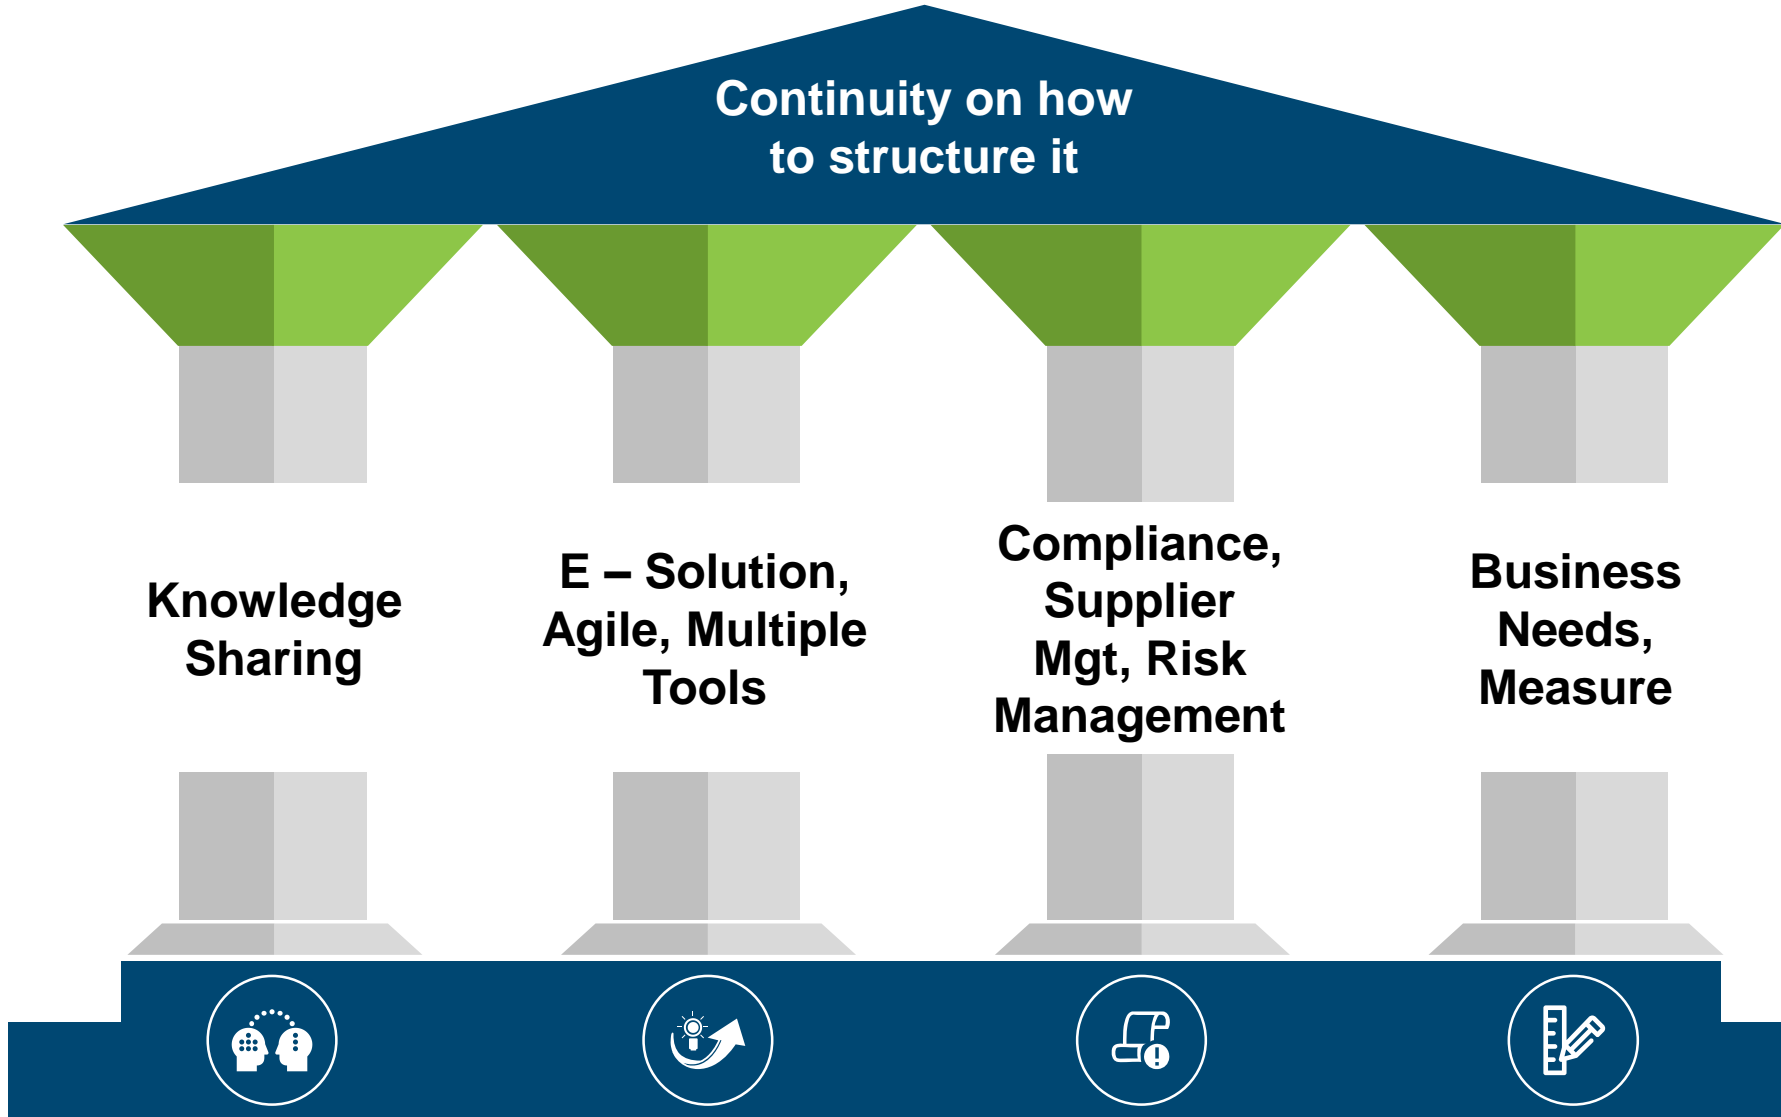 Continuity on how
to structure it
Knowledge
Sharing
E – Solution,
Agile, Multiple
Tools
Compliance,
Supplier
Mgt, Risk
Management
Business
Needs,
Measure